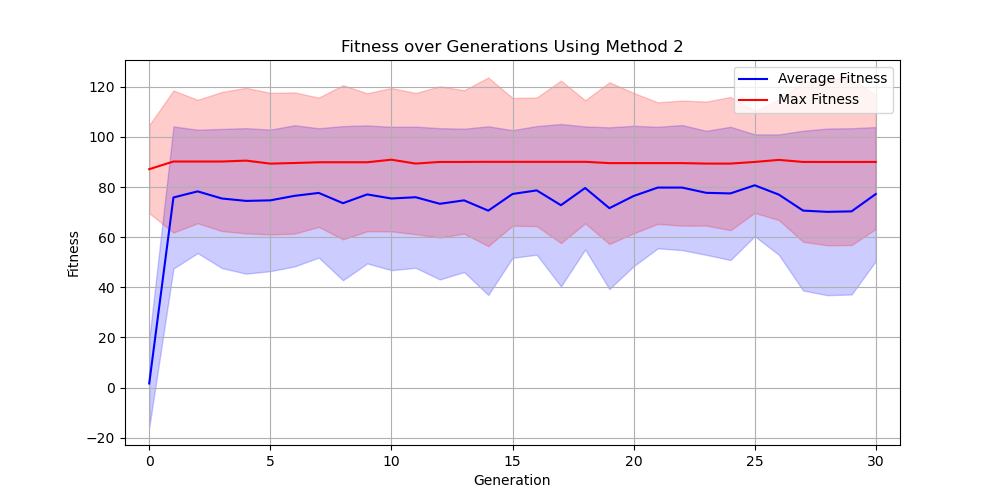 Fitness over Generations Using Method 2
Average Fitness
Max Fitness
120
100
80
60
40
20
0
−20
Fitness
0 5 10 15 20 25 30
Generation